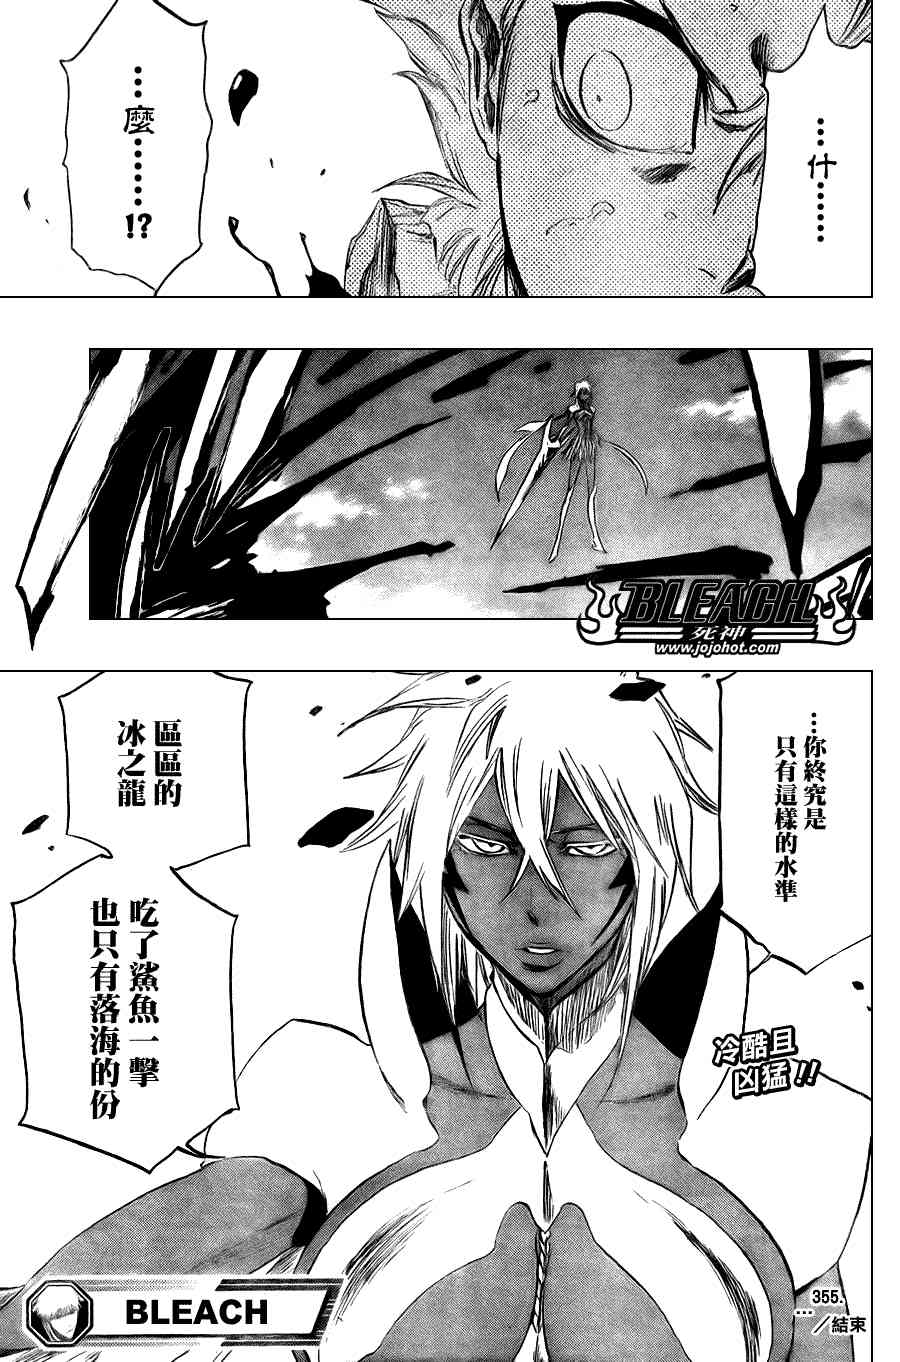 …什……
…麼………!?
BLEACH
死神
www.jojohot.com
…你終究是
只有這樣的水準
區區的
冰之龍
吃了鯊魚一擊
也只有落海的份
冷酷且
凶猛!!
BLEACH
355.
…／結束